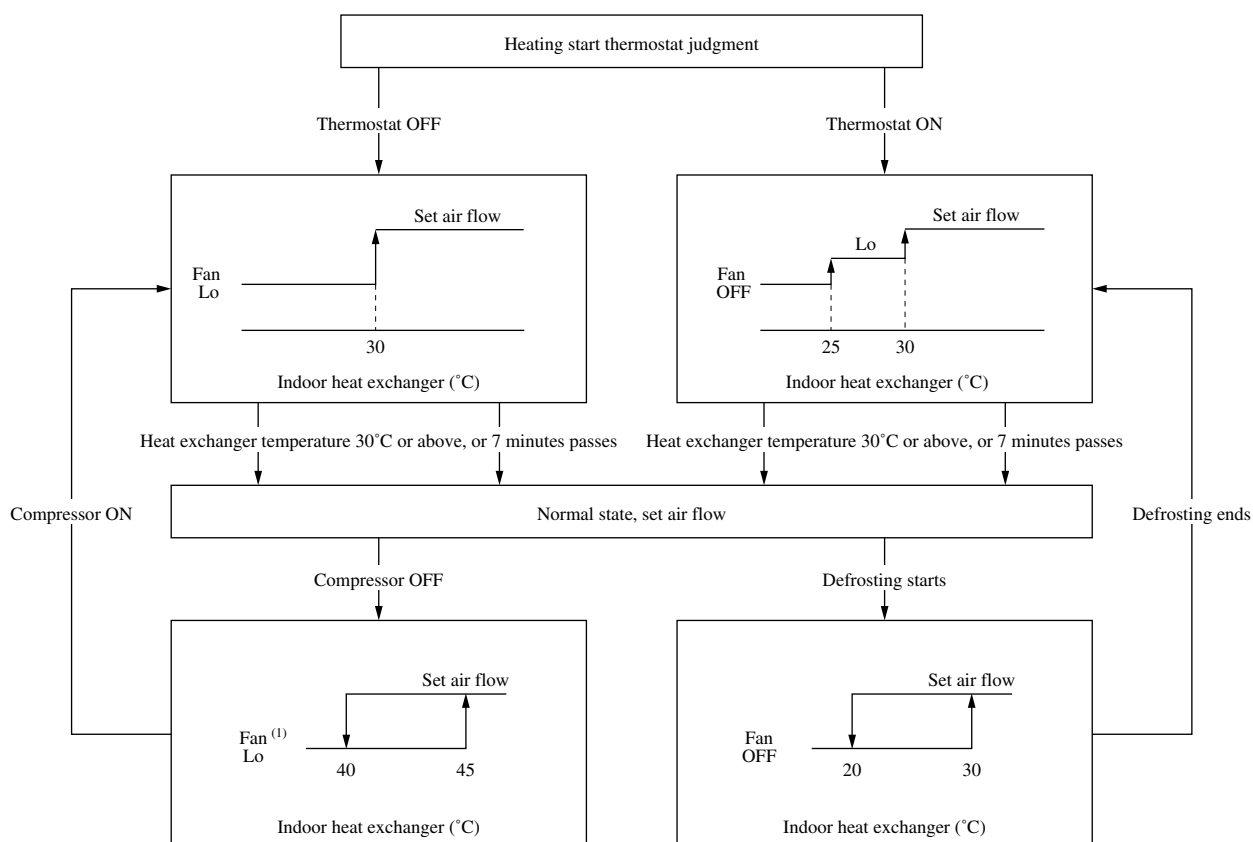 Heating start thermostat judgment
Thermostat OFF
Thermostat ON
Set air flow
Fan
Lo
30
Indoor heat exchanger (˚C)
Set air flow
Lo
Fan
OFF
25 30
Indoor heat exchanger (˚C)
Heat exchanger temperature 30˚C or above, or 7 minutes passes
Heat exchanger temperature 30˚C or above, or 7 minutes passes
Compressor ON
Normal state, set air flow
Defrosting ends
Compressor OFF
Defrosting starts
Set air flow
Fan (1)
Lo
40 45
Indoor heat exchanger (˚C)
Set air flow
Fan
OFF
20 30
Indoor heat exchanger (˚C)